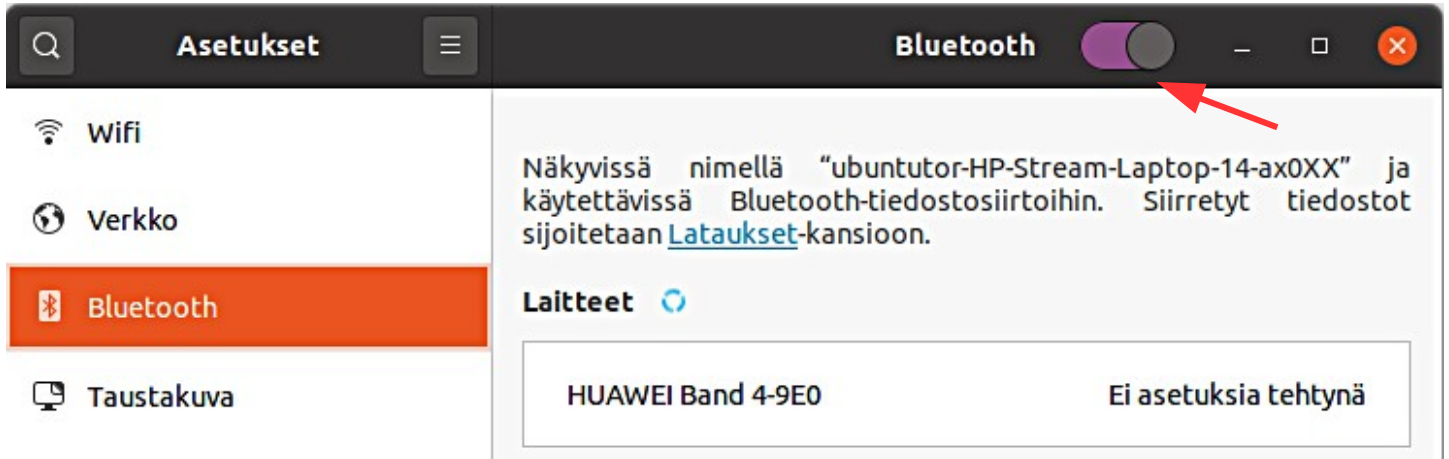 Asetukset
Bluetooth
Wifi
Verkko
Bluetooth
Taustakuva
Näkyvissä nimellä “ubuntutor-HP-Stream-Laptop-14-ax0XX” ja
käytettävissä Bluetooth-tiedostosiirtoihin. Siirretyt tiedostot
sijoitetaan Lataukset-kansioon.
Laitteet
HUAWEI Band 4-9E0 Ei asetuksia tehtynä